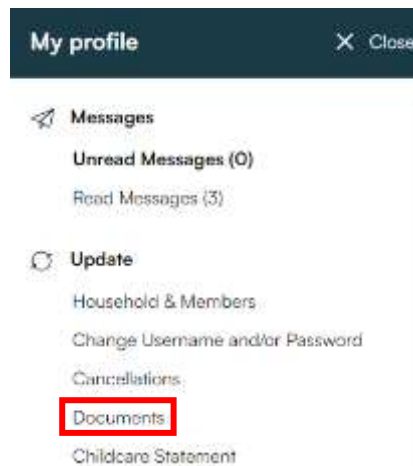 My profile
Close
Messages
Unread Messages (0)
Read Messages (3)
Update
Household & Members
Change Username and/or Password
Cancellations
Documents
Childcare Statement